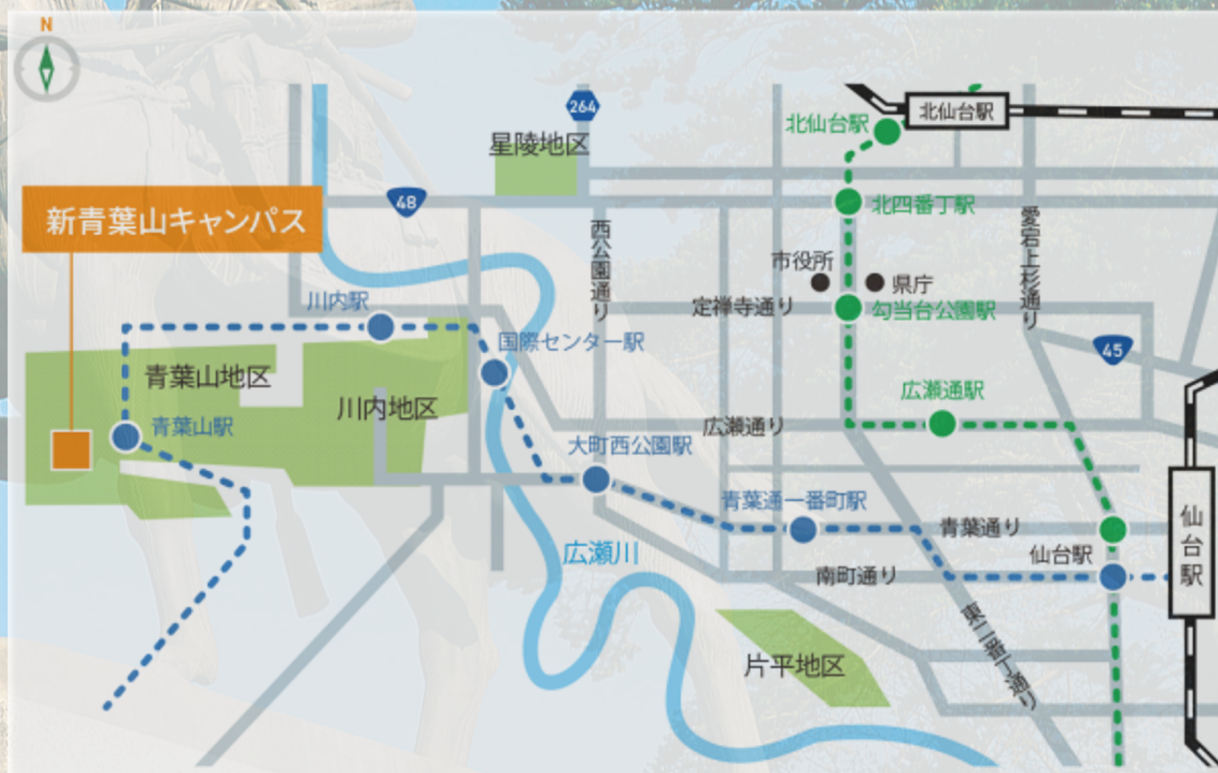 N
264
北仙台駅
北仙台駅
星陵地区
48
新青葉山キャンパス
北四番丁駅
西公園通り
愛宕上杉通り
市役所
県庁
川内駅
定禅寺通り
勾当台公園駅
国際センター駅
45
青葉山地区
広瀬通駅
川内地区
青葉山駅
広瀬通り
大町西公園駅
青葉通一番町駅
仙台駅
青葉通り
広瀬川
仙台駅
南町通り
東二番丁通り
片平地区